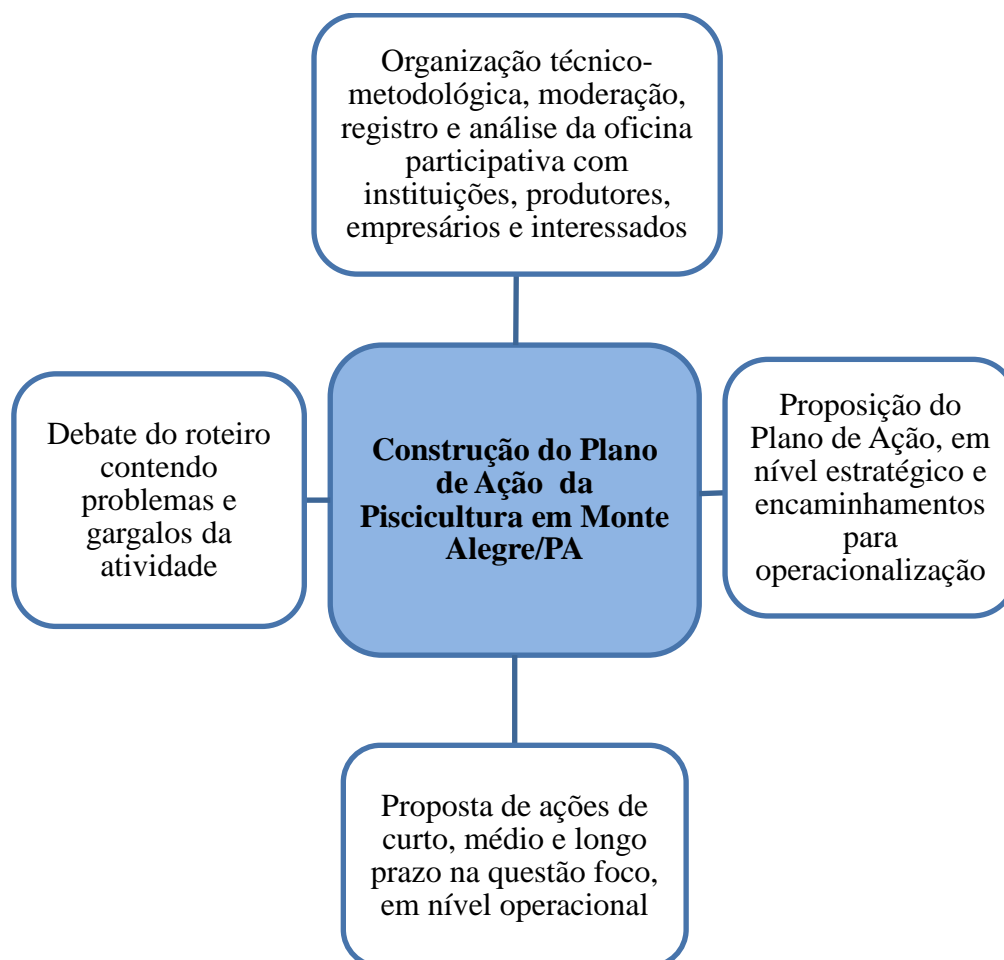 Organização técnico-
metodológica, moderação,
registro e análise da oficina
participativa com
instituições, produtores,
empresários e interessados
Debate do roteiro
contendo
problemas e
gargalos da
atividade
Construção do Plano
de Ação  da
Piscicultura em Monte
Alegre/PA
Proposição do
Plano de Ação, em
nível estratégico e
encaminhamentos
para
operacionalização
Proposta de ações de
curto, médio e longo
prazo na questão foco,
em nível operacional